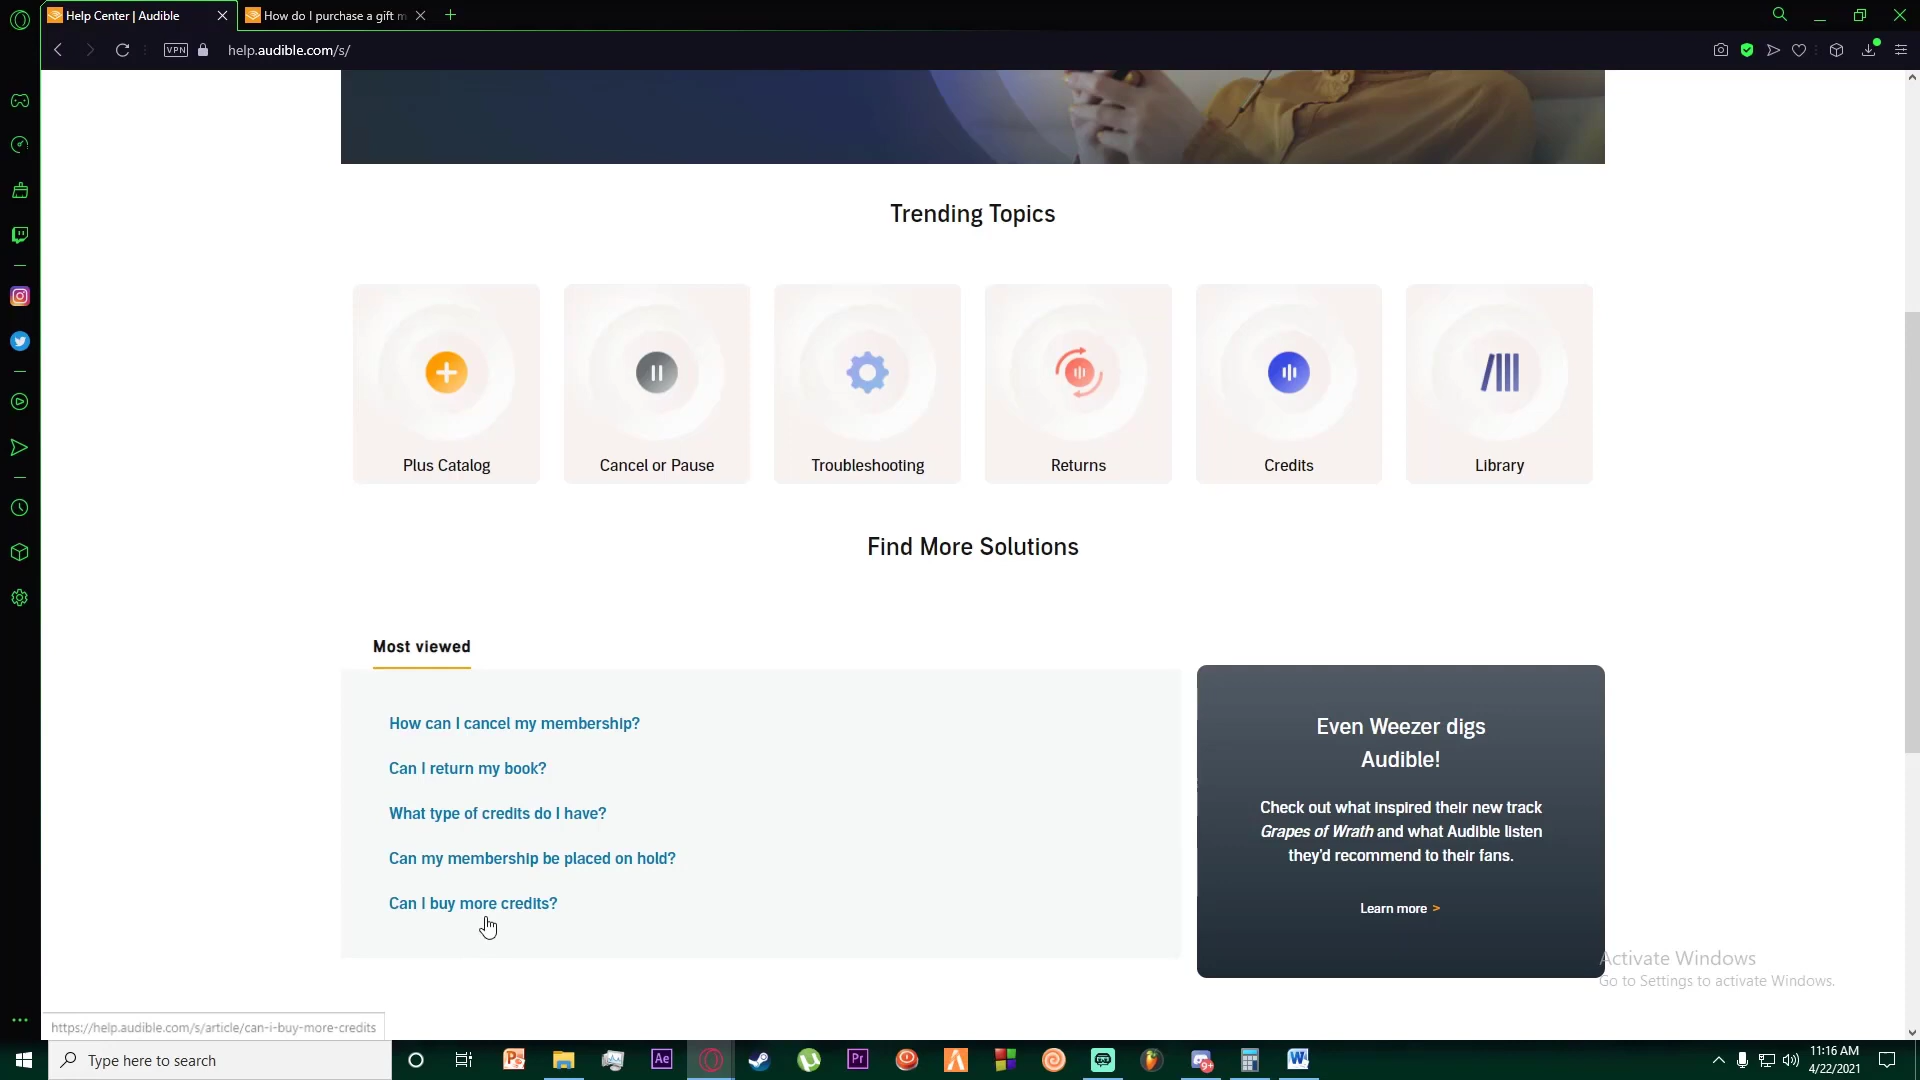 Help Center | Audible
How do I purchase a gift m
VPN
help.audible.com/s/
Trending Topics
Plus Catalog
Cancel or Pause
Troubleshooting
Returns
Credits
Library
Find More Solutions
Most viewed
How can I cancel my membership?
Can I return my book?
What type of credits do I have?
Can my membership be placed on hold?
Can I buy more credits?
Even Weezer digs
Audible!
Check out what inspired their new track
Grapes of Wrath and what Audible listen
they'd recommend to their fans.
Learn more >
Activate Windows
Go to Settings to activate Windows.
https://help.audible.com/s/article/can-i-buy-more-credits
Type here to search
Ae
Pr
9+
W
11:16 AM
4/22/2021